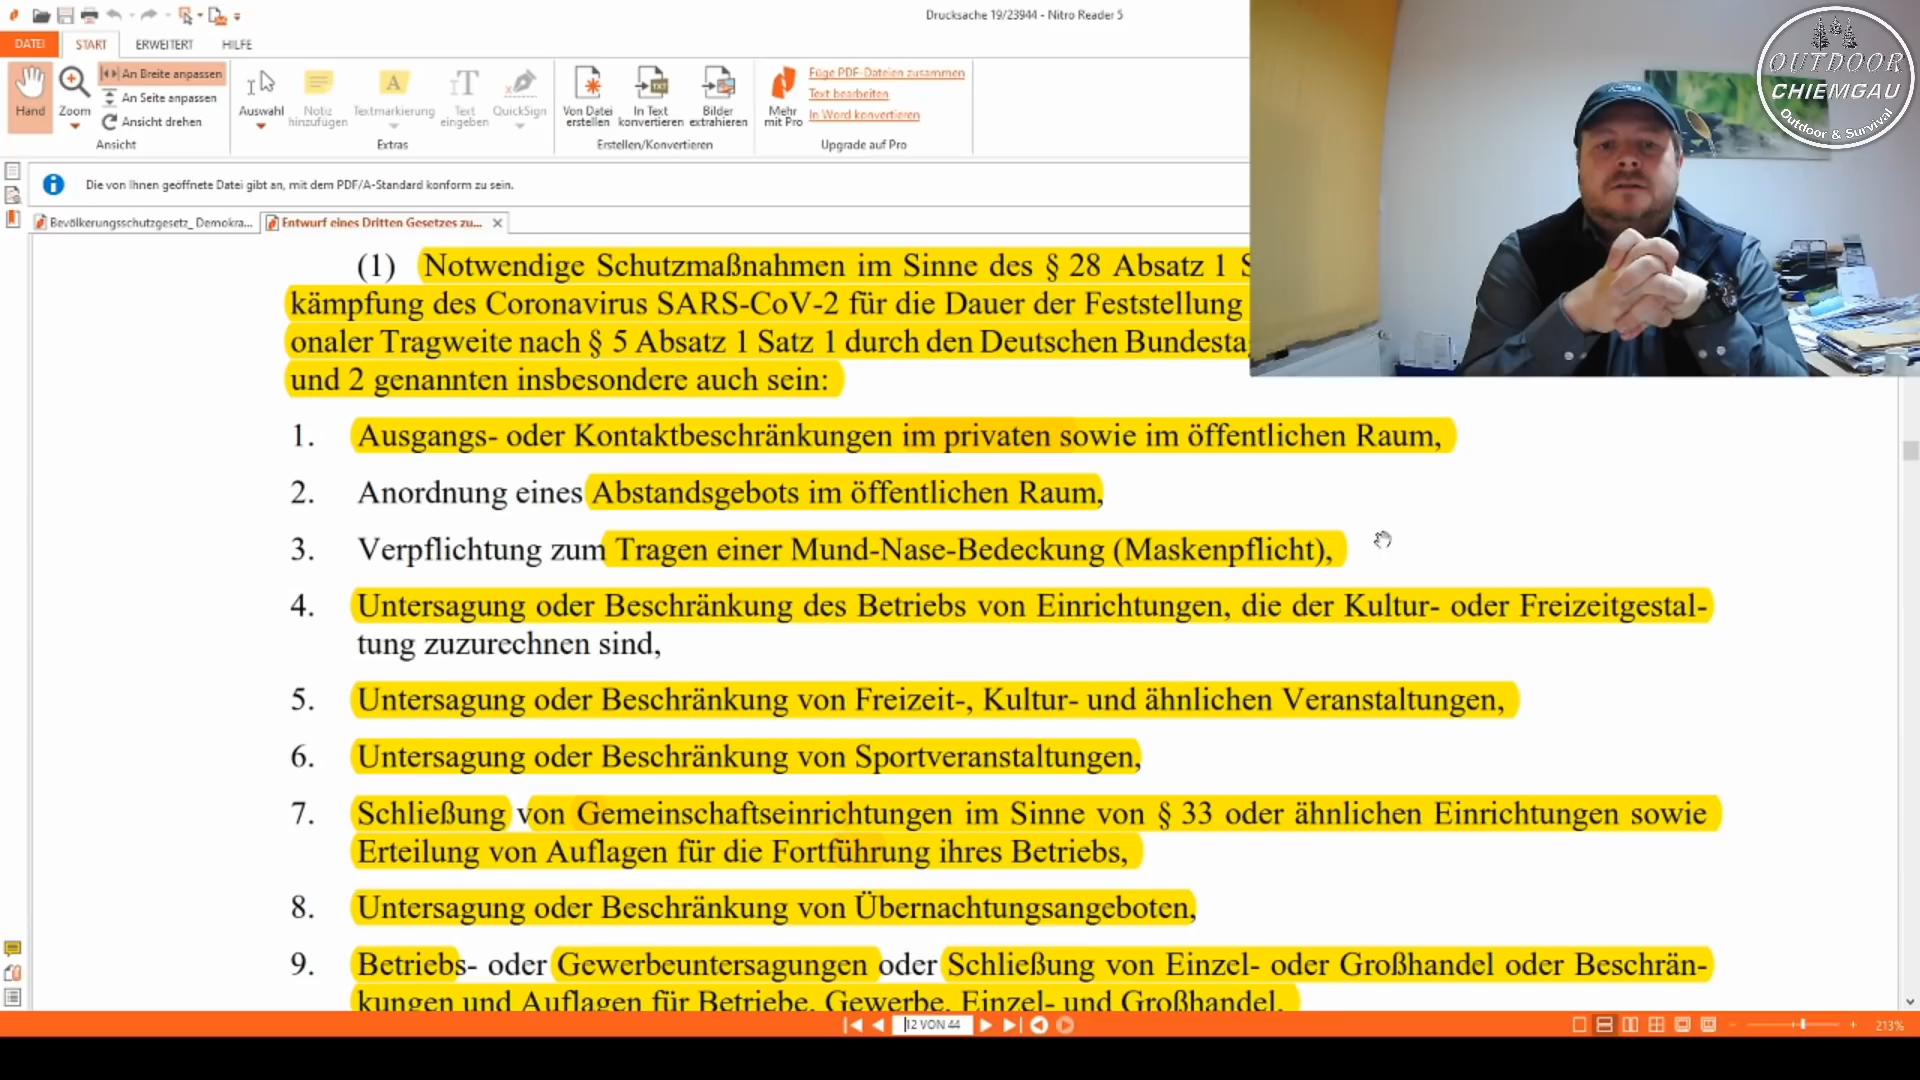 Drucksache 19/23944 - Nitro Reader 5
DATEI START ERWEITERT HILFE
Hand
Zoom
An Breite anpassen
An Seite anpassen
Ansicht drehen
Ansicht
Auswahl
Notiz hinzufügen
Textmarkierung
Text eingeben
QuickSign
Extras
Von Datei erstellen
In Text konvertieren
Bilder extrahieren
Erstellen/Konvertieren
Mehr mit Pro
Füge PDF-Dateien zusammen
Text bearbeiten
In Word konvertieren
Upgrade auf Pro
OUTDOOR
CHIEMGAU
Outdoor & Survival
Die von Ihnen geöffnete Datei gibt an, mit dem PDF/A-Standard konform zu sein.
Bevölkerungsschutzgesetz_ Demokra... Entwurf eines Dritten Gesetzes zu...
(1) Notwendige Schutzmaßnahmen im Sinne des § 28 Absatz 1 S
kämpfung des Coronavirus SARS-CoV-2 für die Dauer der Feststellung
onaler Tragweite nach § 5 Absatz 1 Satz 1 durch den Deutschen Bundesta
und 2 genannten insbesondere auch sein:
1. Ausgangs- oder Kontaktbeschränkungen im privaten sowie im öffentlichen Raum,
2. Anordnung eines Abstandsgebots im öffentlichen Raum,
3. Verpflichtung zum Tragen einer Mund-Nase-Bedeckung (Maskenpflicht),
4. Untersagung oder Beschränkung des Betriebs von Einrichtungen, die der Kultur- oder Freizeitgestal-
tung zuzurechnen sind,
5. Untersagung oder Beschränkung von Freizeit-, Kultur- und ähnlichen Veranstaltungen,
6. Untersagung oder Beschränkung von Sportveranstaltungen,
7. Schließung von Gemeinschaftseinrichtungen im Sinne von § 33 oder ähnlichen Einrichtungen sowie
Erteilung von Auflagen für die Fortführung ihres Betriebs,
8. Untersagung oder Beschränkung von Übernachtungsangeboten,
9. Betriebs- oder Gewerbeuntersagungen oder Schließung von Einzel- oder Großhandel oder Beschrän-
kungen und Auflagen für Betriebe, Gewerbe, Einzel- und Großhandel,
12 VON 44
213%